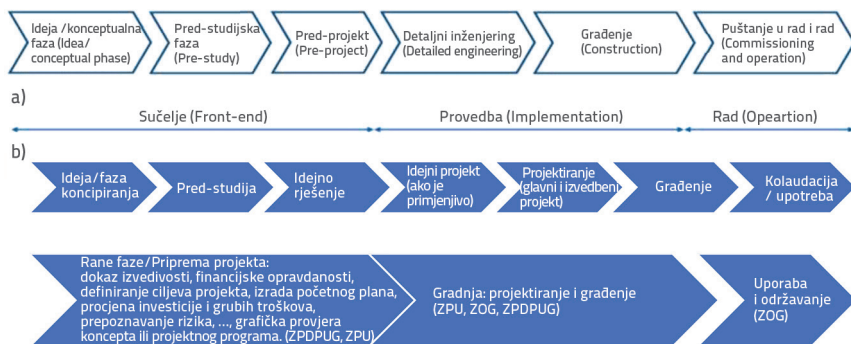 Ideja /konceptualna
faza (Idea/
conceptual phase)
Pred-studijska
faza
(Pre-study)
Pred-projekt
(Pre-project)
Detaljni inženjering
(Detailed engineering)
Građenje
(Construction)
Puštanje u rad i rad
(Commissioning
and operation)
a)
Sučelje (Front-end)
Provedba (Implementation)
Rad (Opeartion)
b)
Ideja/faza
koncipiranja
Pred-studija
Idejno
rješenje
Idejni projekt
(ako je
primjenjivo)
Projektiranje
(glavni i izvedbeni
projekt)
Građenje
Kolaudacija
/ upotreba
Rane faze/Priprema projekta:
dokaz izvedivosti, financijske opravdanosti,
definiranje ciljeva projekta, izrada početnog plana,
procjena investicije i grubih troškova,
prepoznavanje rizika, ..., grafička provjera
koncepta ili projektnog programa. (ZPDPUG, ZPU)
Gradnja: projektiranje i građenje
(ZPU, ZOG, ZPDPUG)
Uporaba
i održavanje
(ZOG)